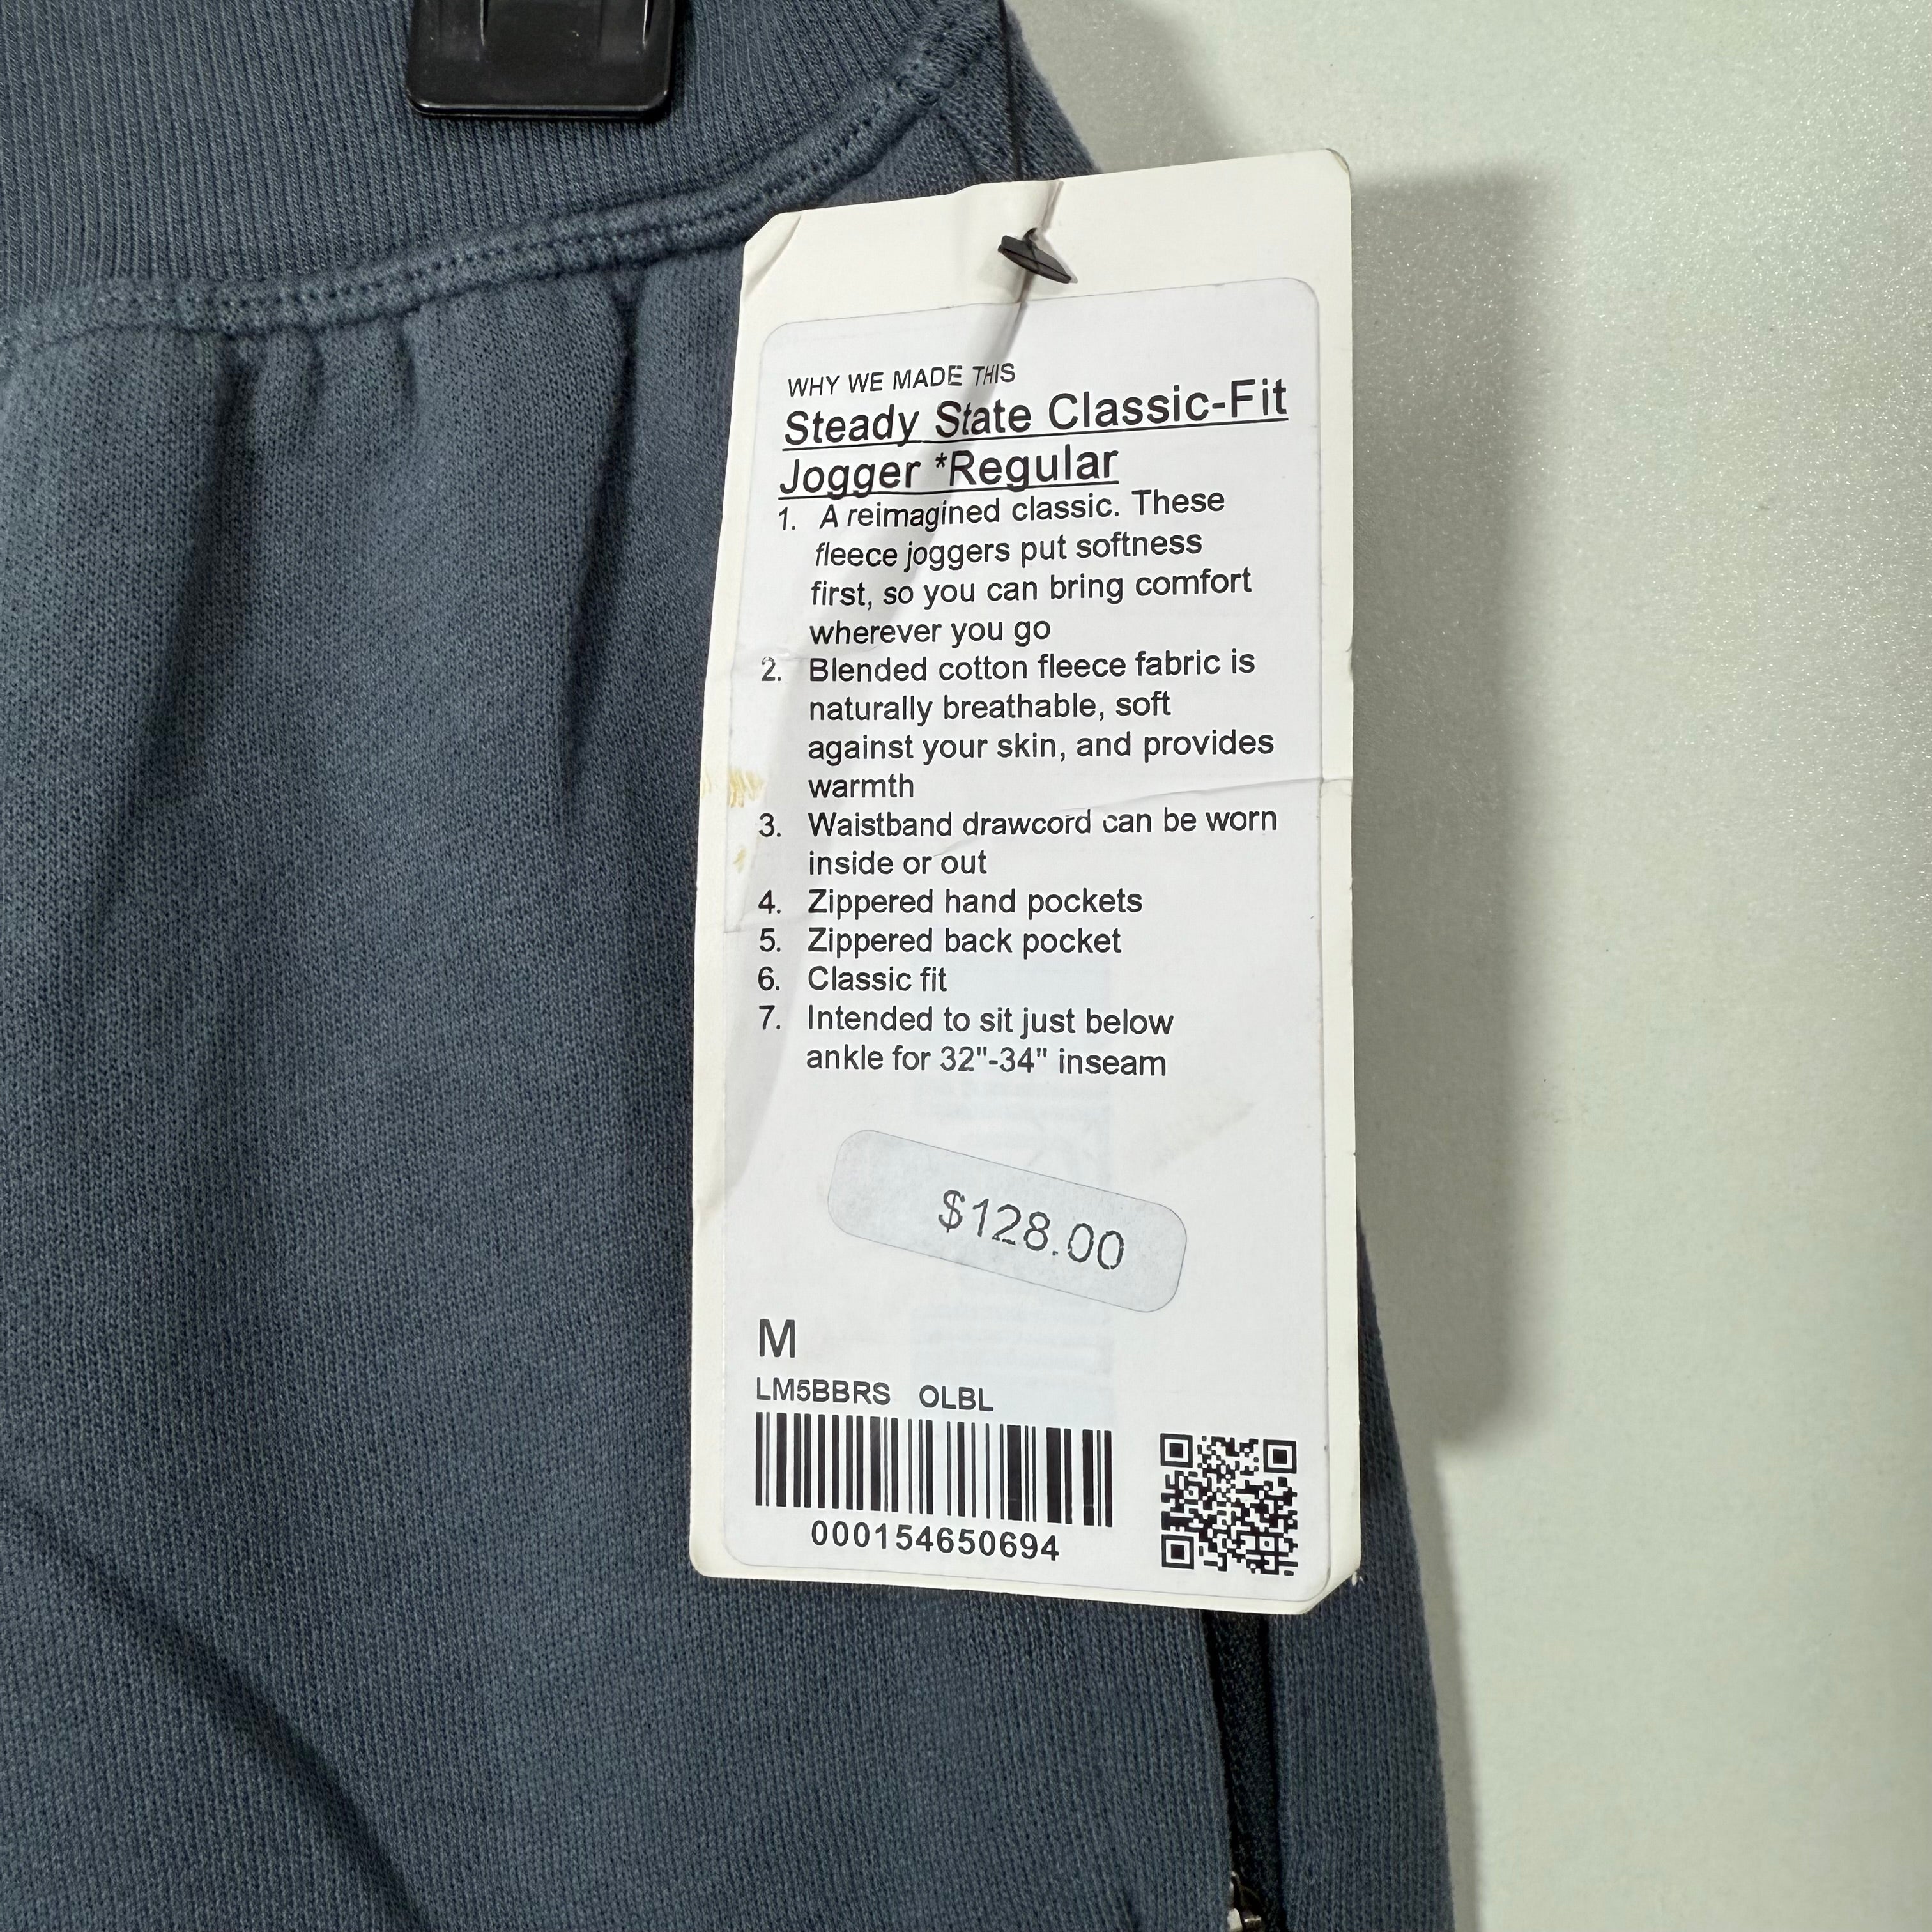 WHY WE MADE THIS
Steady State Classic-Fit
Jogger *Regular
1. A reimagined classic. These
fleece joggers put softness
first, so you can bring comfort
wherever you go
2. Blended cotton fleece fabric is
naturally breathable, soft
against your skin, and provides
warmth
3. Waistband drawcord can be worn
inside or out
4. Zippered hand pockets
5. Zippered back pocket
6. Classic fit
7. Intended to sit just below
ankle for 32"-34" inseam
$128.00
M
LM5BBRS OLBL
000154650694